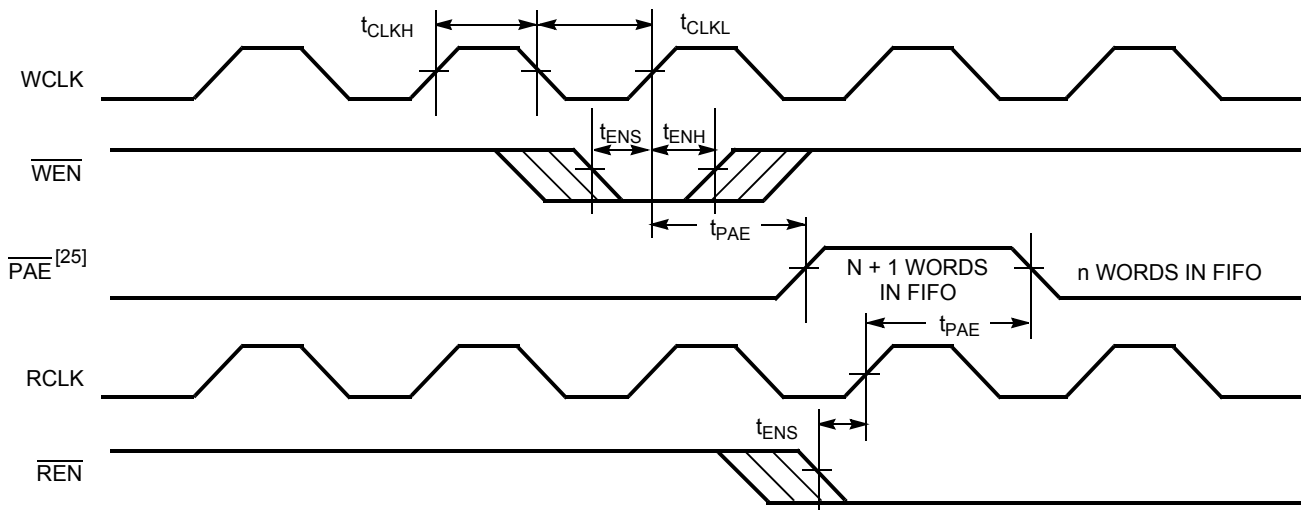 tCLKH
tCLKL
WCLK
tENS
tENH
WEN
tPAE
PAE [25]
N + 1 WORDS
IN FIFO
n WORDS IN FIFO
tPAE
RCLK
tENS
REN